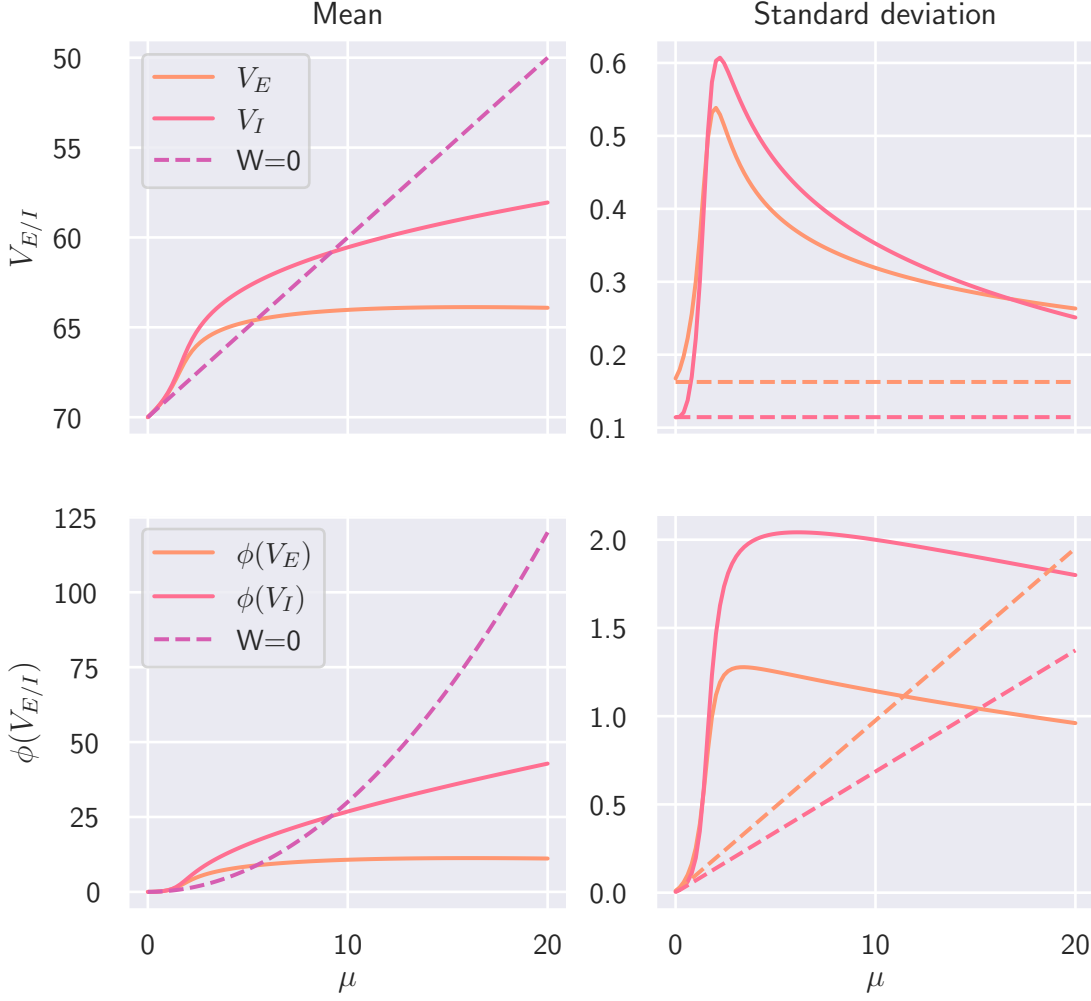 Mean
Standard deviation
50
55
60
65
70
V_{E/I}
V_E
V_I
W=0
0.6
0.5
0.4
0.3
0.2
0.1
125
100
75
50
25
0
ϕ(V_{E/I})
ϕ(V_E)
ϕ(V_I)
W=0
0
10
20
μ
2.0
1.5
1.0
0.5
0.0
0
10
20
μ